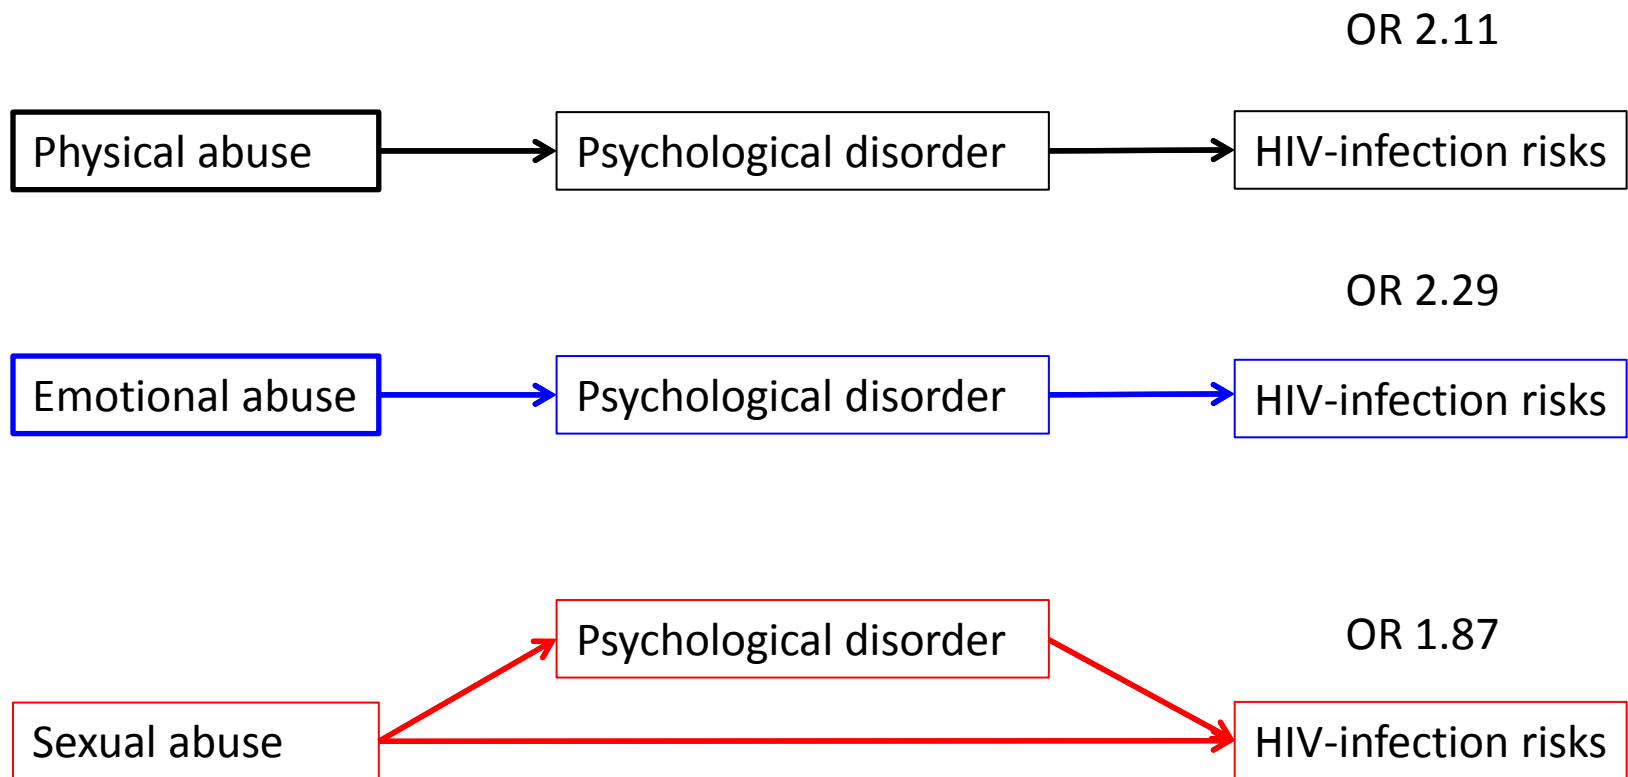 OR 2.11
Physical abuse
Psychological disorder
HIV-infection risks
OR 2.29
Emotional abuse
Psychological disorder
HIV-infection risks
Psychological disorder
OR 1.87
Sexual abuse
HIV-infection risks